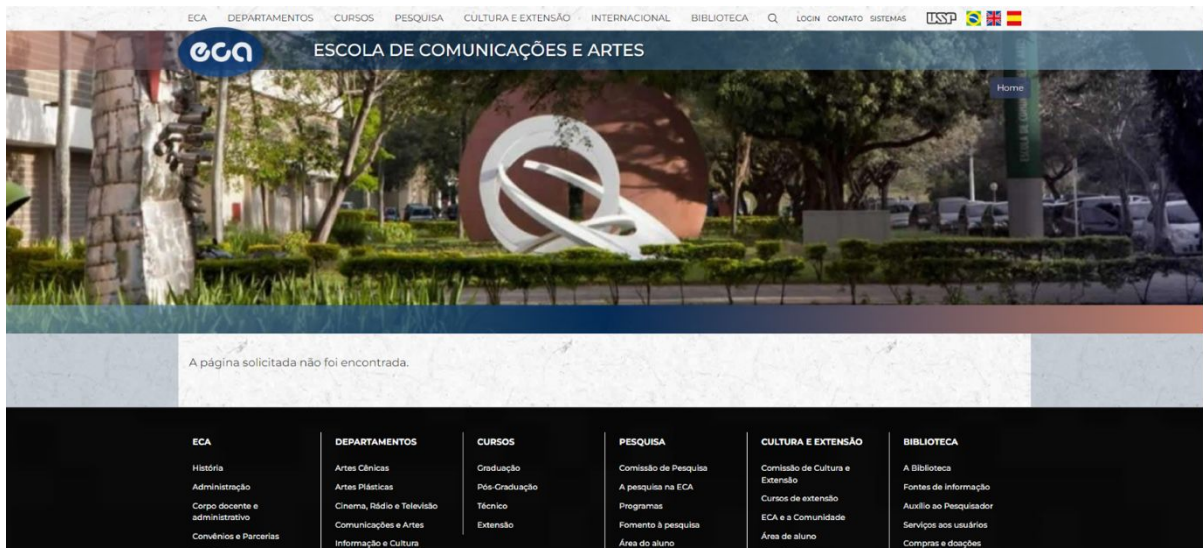 ECA DEPARTAMENTOS CURSOS PESQUISA CULTURA E EXTENSÃO INTERNACIONAL BIBLIOTECA LOGIN CONTATO SISTEMAS USP
eca ESCOLA DE COMUNICAÇÕES E ARTES
Home
A página solicitada não foi encontrada.
ECA
História
Administração
Corpo docente e
administrativo
Convênios e Parcerias
DEPARTAMENTOS
Artes Cênicas
Artes Plásticas
Cinema, Rádio e Televisão
Comunicações e Artes
Informação e Cultura
CURSOS
Graduação
Pós-Graduação
Técnico
Extensão
PESQUISA
Comissão de Pesquisa
A pesquisa na ECA
Programas
Fomento à pesquisa
Área do aluno
CULTURA E EXTENSÃO
Comissão de Cultura e
Extensão
Cursos de extensão
ECA e a Comunidade
Área de aluno
BIBLIOTECA
A Biblioteca
Fontes de informação
Auxílio ao Pesquisador
Serviços aos usuários
Compras e doações